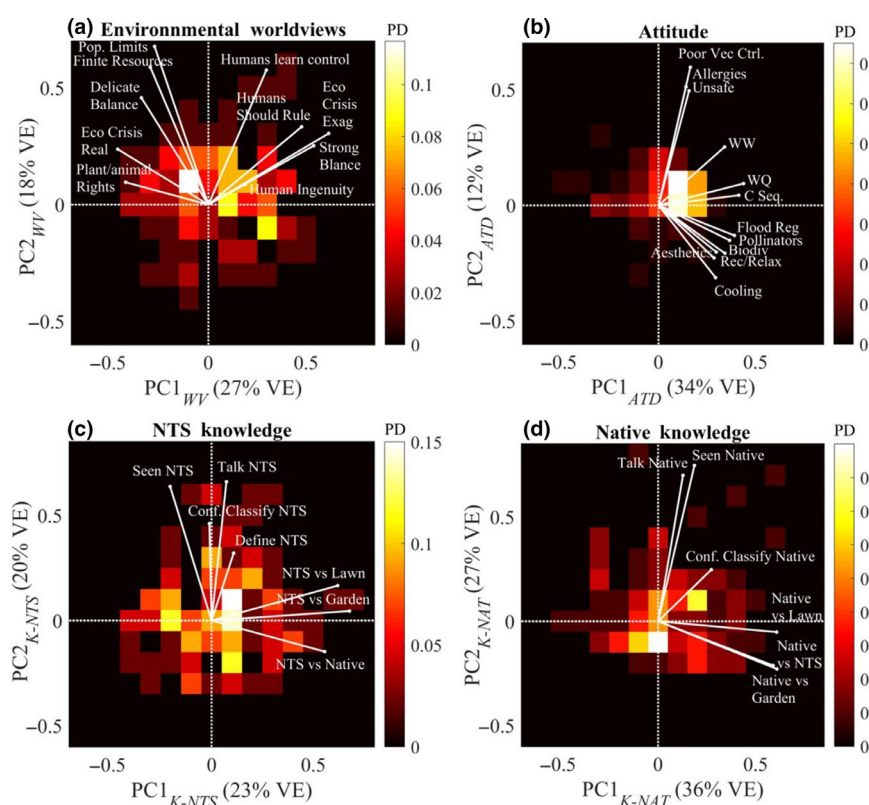 (a) Environnmental worldviews PD
Pop. Limits
Finite Resources
Humans learn control
Delicate
Balance
Humans
Should Rule
Eco
Crisis
Exag
Eco Crisis
Real
Strong
Blance
Plant/animal
Rights
Human Ingenuity
0.5
0
−0.5
PC2WV (18% VE)
−0.5 0 0.5
PC1WV (27% VE)
0.1
0.08
0.06
0.04
0.02
0
(b) Attitude PD
Poor Vec Ctrl.
Allergies
Unsafe
WW
WQ
C Seq.
Flood Reg
Pollinators
Aesthetics Biodiv
Rec/Relax
Cooling
0.5
0
−0.5
PC2ATD (12% VE)
−0.5 0 0.5
PC1ATD (34% VE)
0
0
0
0
0
0
0
(c) NTS knowledge PD
Seen NTS Talk NTS
Conf. Classify NTS
Define NTS
NTS vs Lawn
NTS vs Garden
NTS vs Native
0.5
0
−0.5
PC2K-NTS (20% VE)
−0.5 0 0.5
PC1K-NTS (23% VE)
0.15
0.1
0.05
0
(d) Native knowledge PD
Talk Native Seen Native
Conf. Classify Native
Native
vs Lawn
Native
vs NTS
Native vs
Garden
0.5
0
−0.5
PC2K-NAT (27% VE)
−0.5 0 0.5
PC1K-NAT (36% VE)
0
0
0
0
0
0
0
0